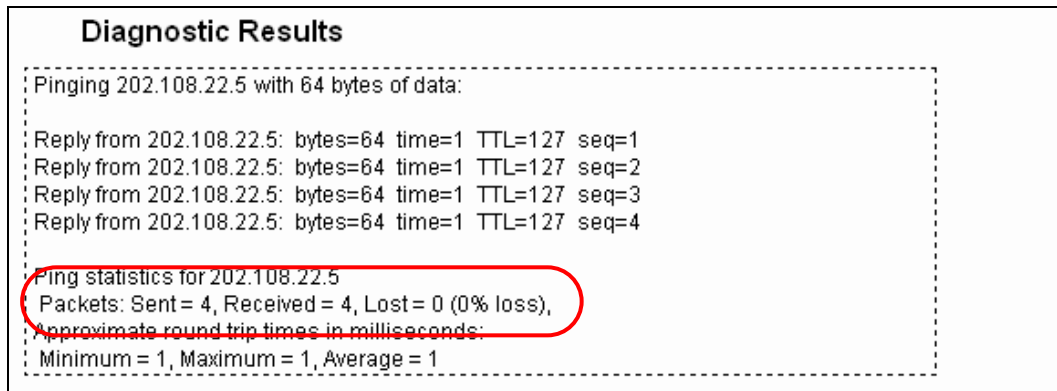 Diagnostic Results
Pinging 202.108.22.5 with 64 bytes of data:
Reply from 202.108.22.5: bytes=64 time=1 TTL=127 seq=1
Reply from 202.108.22.5: bytes=64 time=1 TTL=127 seq=2
Reply from 202.108.22.5: bytes=64 time=1 TTL=127 seq=3
Reply from 202.108.22.5: bytes=64 time=1 TTL=127 seq=4
Ping statistics for 202.108.22.5
Packets: Sent = 4, Received = 4, Lost = 0 (0% loss),
Approximate round trip times in milliseconds:
Minimum = 1, Maximum = 1, Average = 1